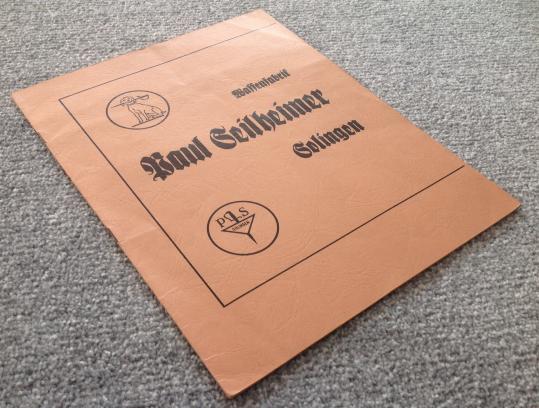 Waffenfabrik
Paul Seilheimer
Solingen
P S